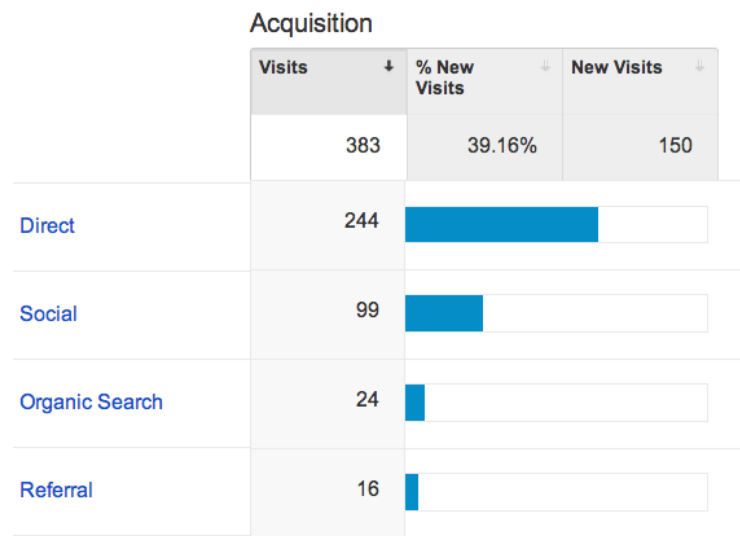 Acquisition
Visits % New Visits New Visits
383 39.16% 150
Direct 244
Social 99
Organic Search 24
Referral 16